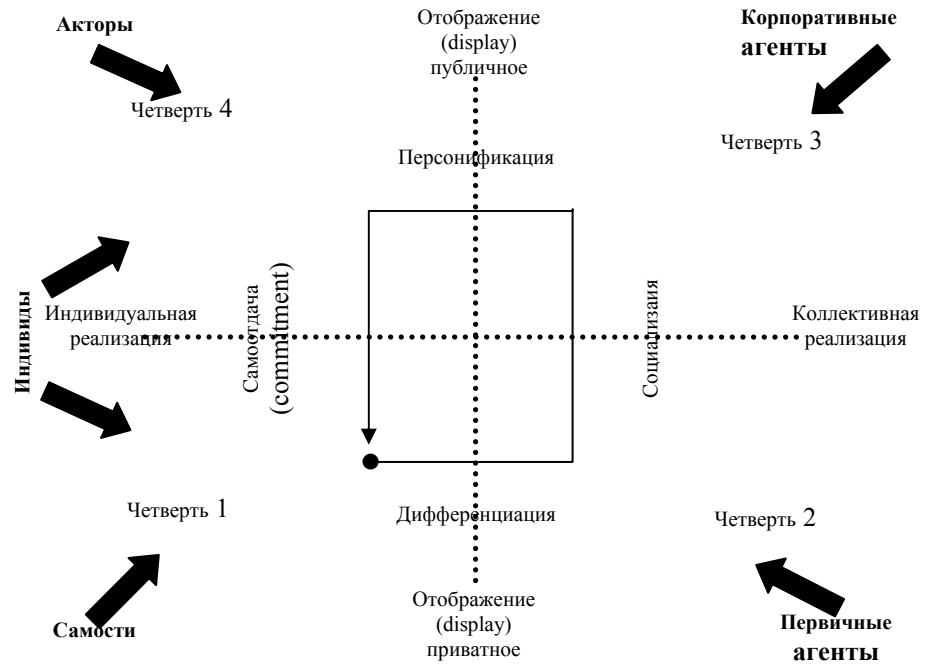 Акторы
Отображение
(display)
публичное
Корпоративные
агенты
Четверть 4
Четверть 3
Персонификация
Индивиды
Индивидуальная
реализация
Самоотдача
(commitment)
Социализаия
Коллективная
реализация
Четверть 1
Дифференциация
Четверть 2
Самости
Отображение
(display)
приватное
Первичные
агенты